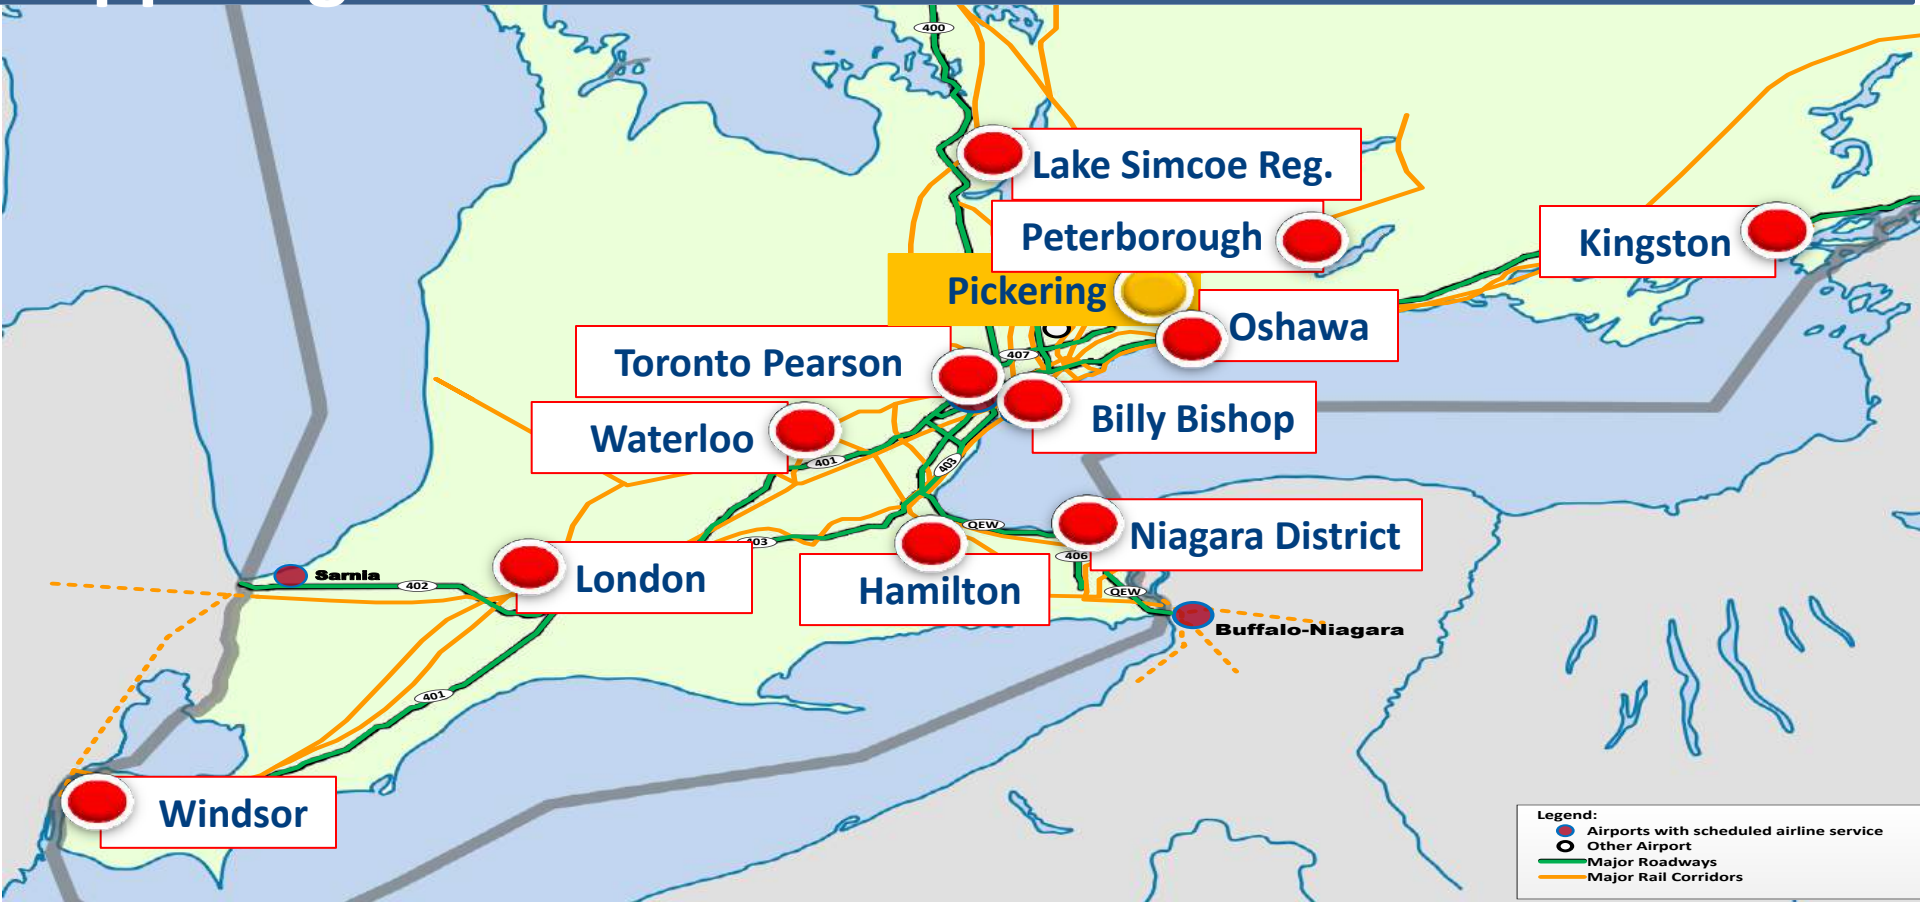 400
Lake Simcoe Reg.
Peterborough
Kingston
Pickering
Oshawa
407
Toronto Pearson
Billy Bishop
Waterloo
401
403
QEW
Niagara District
403
406
London
Hamilton
Sarnia
402
QEW
Buffalo-Niagara
401
Windsor
Legend:
Airports with scheduled airline service
Other Airport
Major Roadways
Major Rail Corridors